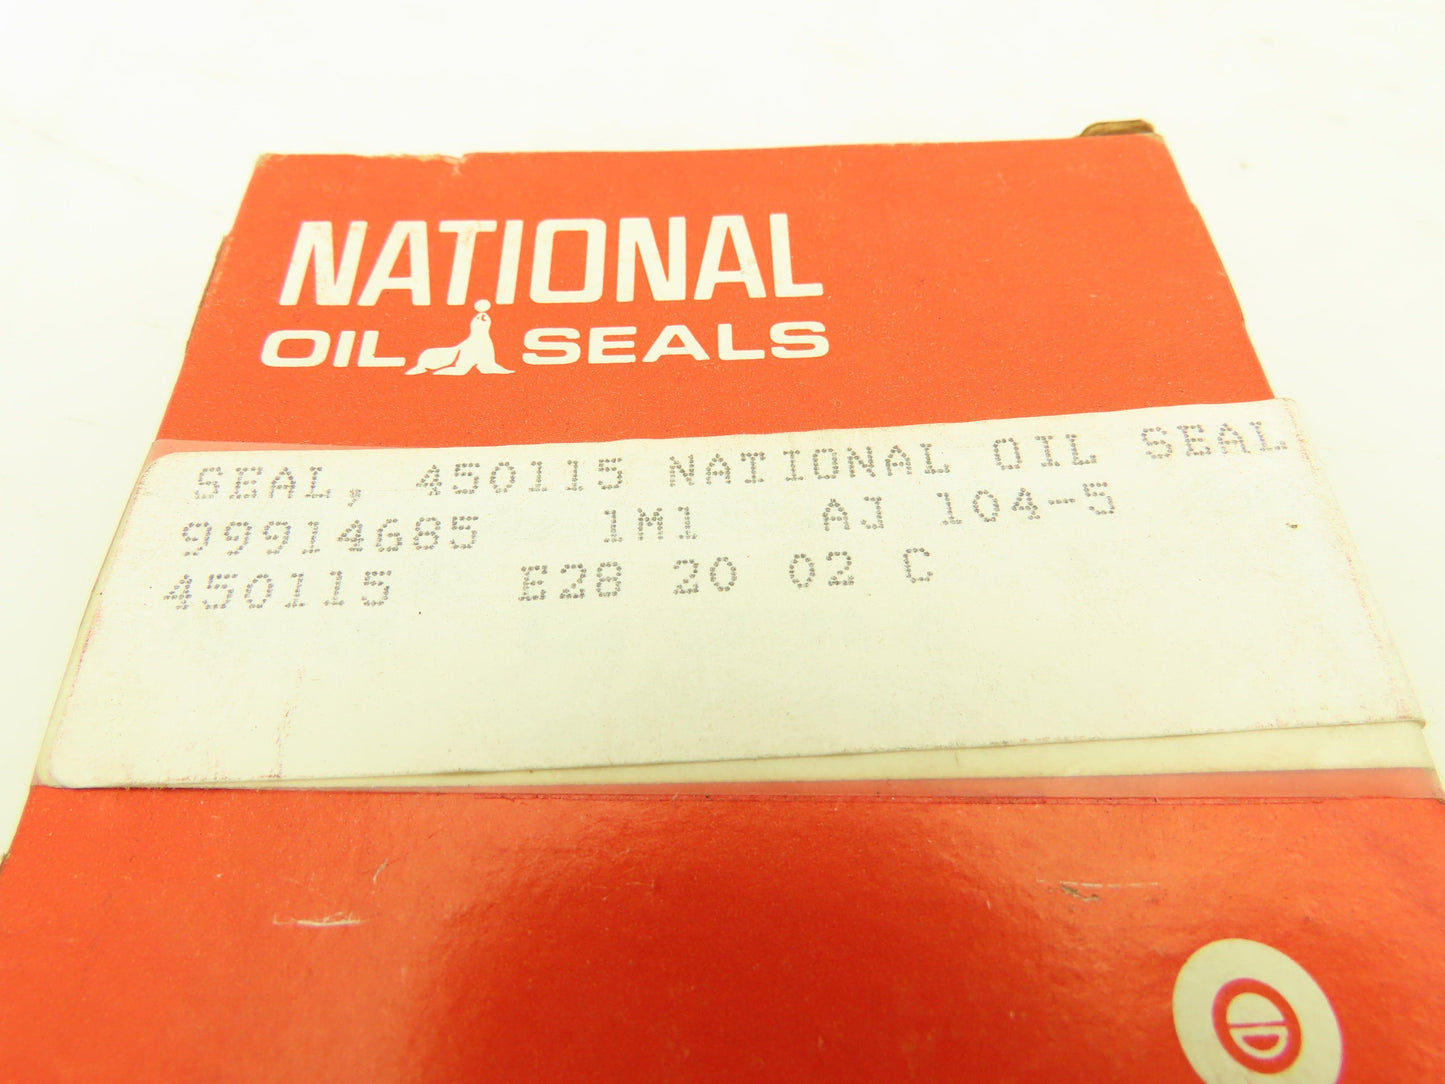 NATIONAL
OIL SEALS
SEAL, 450115 NATIONAL OIL SEAL
99914685 1M1 AJ 104-5
450115 E28 20 02 C